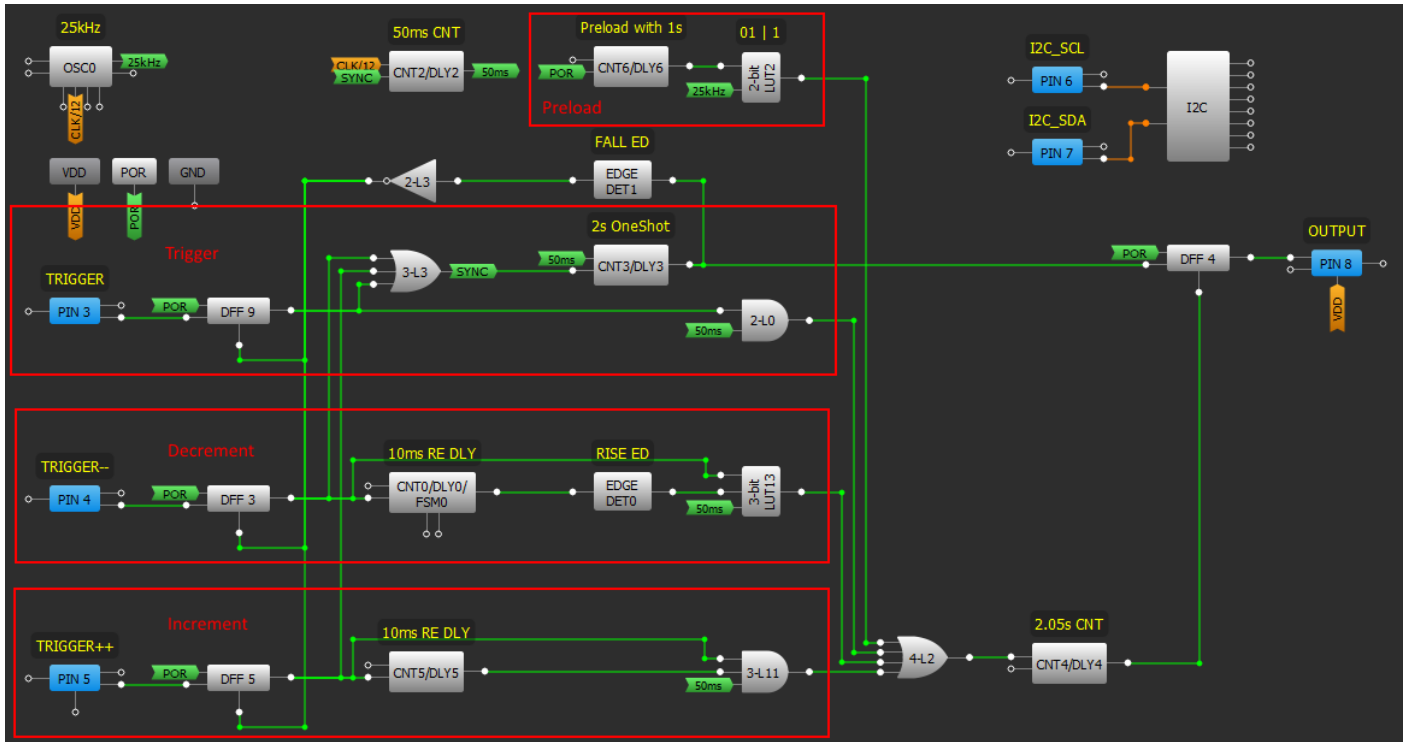 25kHz
OSC0
25kHz
CLK/12
50ms CNT
CLK/12
SYNC
CNT2/DLY2
50ms
Preload with 1s
POR
CNT6/DLY6
01 | 1
25kHz
2-bit
LUT2
Preload
I2C_SCL
PIN 6
I2C_SDA
PIN 7
I2C
VDD
POR
GND
VDD
POR
2-L3
FALL ED
EDGE
DET1
Trigger
TRIGGER
PIN 3
POR
DFF 9
3-L3
SYNC
2s OneShot
50ms
CNT3/DLY3
50ms
2-L0
POR
DFF 4
OUTPUT
PIN 8
VDD
Decrement
TRIGGER--
PIN 4
POR
DFF 3
10ms RE DLY
CNT0/DLY0/
FSM0
RISE ED
EDGE
DET0
50ms
3-bit
LUT13
Increment
TRIGGER++
PIN 5
POR
DFF 5
10ms RE DLY
CNT5/DLY5
50ms
3-L11
4-L2
2.05s CNT
CNT4/DLY4